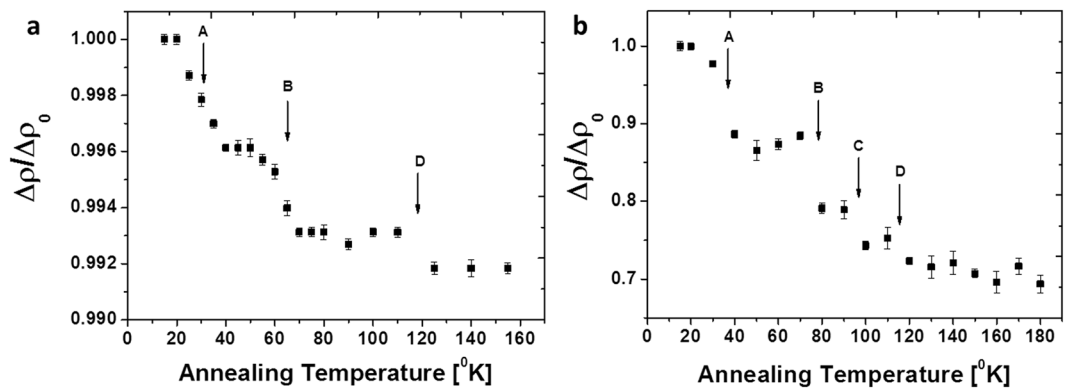 a
A
B
D
1.000
0.998
0.996
0.994
0.992
0.990
Δρ/Δρ0
0 20 40 60 80 100 120 140 160
Annealing Temperature [0K]
b
A
B
C
D
1.0
0.9
0.8
0.7
Δρ/Δρ0
0 20 40 60 80 100 120 140 160 180
Annealing Temperature [0K]